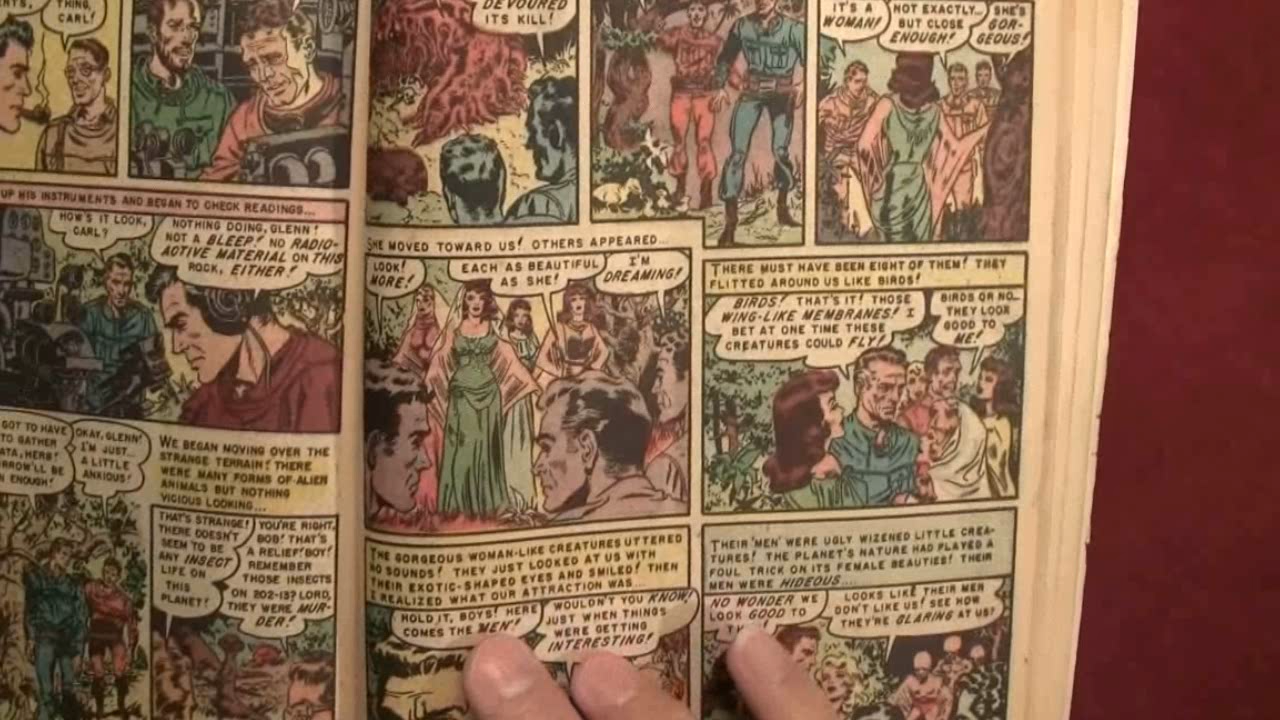 THING,
CARL!
UP HIS INSTRUMENTS AND BEGAN TO CHECK READINGS...
HOW'S IT LOOK,
CARL?
NOTHING DOING, GLENN!
NOT A BLEEP! NO RADIO-
ACTIVE MATERIAL ON THIS
ROCK, EITHER!
GOT TO HAVE
TO GATHER
HERB!
BE
ENOUGH!
OKAY, GLENN!
I'M JUST...
A LITTLE
ANXIOUS!
WE BEGAN MOVING OVER THE
STRANGE TERRAIN! THERE
WERE MANY FORMS OF ALIEN
ANIMALS BUT NOTHING
VICIOUS LOOKING...
THAT'S STRANGE!
THERE DOESN'T
SEEM TO BE
ANY INSECT
LIFE ON
THIS
PLANET!
YOU'RE RIGHT,
BOB! THAT'S
A RELIEF! BOY!
REMEMBER
THOSE INSECTS
ON 202-13? LORD,
THEY WERE MUR-
DER!
DEVOURED
ITS KILL!
IT'S A
WOMAN!
NOT EXACTLY...
BUT CLOSE
ENOUGH!
SHE'S
GOR-
GEOUS!
SHE MOVED TOWARD US! OTHERS APPEARED...
LOOK!
MORE!
EACH AS BEAUTIFUL
AS SHE!
I'M
DREAMING!
THERE MUST HAVE BEEN EIGHT OF THEM! THEY
FLITTED AROUND US LIKE BIRDS!
BIRDS! THAT'S IT! THOSE
WING-LIKE MEMBRANES! I
BET AT ONE TIME THESE
CREATURES COULD FLY!
BIRDS OR NO...
THEY LOOK
GOOD TO
ME!
THE GORGEOUS WOMAN-LIKE CREATURES UTTERED
NO SOUNDS! THEY JUST LOOKED AT US WITH
THEIR EXOTIC-SHAPED EYES AND SMILED! THEN
I REALIZED WHAT OUR ATTRACTION WAS...
HOLD IT, BOYS! HERE
COMES THE MEN!
WOULDN'T YOU KNOW!
JUST WHEN THINGS
WERE GETTING
INTERESTING!
THEIR 'MEN' WERE UGLY WIZENED LITTLE CREA-
TURES! THE PLANET'S NATURE HAD PLAYED A
FOUL TRICK ON ITS FEMALE BEAUTIES! THEIR
MEN WERE HIDEOUS....
NO WONDER WE
LOOK GOOD TO
LOOKS LIKE THEIR MEN
DON'T LIKE US! SEE HOW
THEY'RE GLARING AT US!